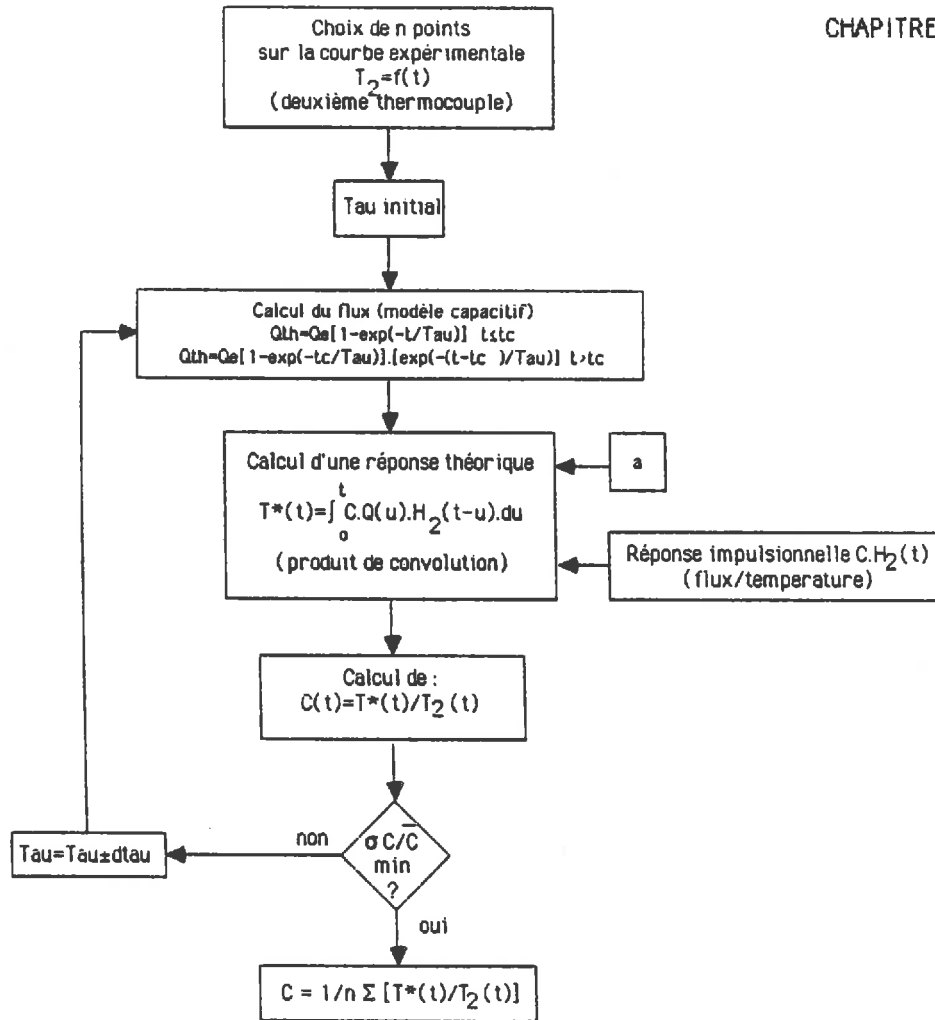 CHAPITRE
Choix de n points
sur la courbe expérimentale
T₂=f(t)
(deuxième thermocouple)
Tau initial
Calcul du flux (modèle capacitif)
Qth=Qe[1-exp(-t/Tau)] t≤tc
Qth=Qe[1-exp(-tc/Tau)].[exp(-(t-tc )/Tau)] t>tc
Calcul d'une réponse théorique
T*(t)=∫₀ᵗ C.Q(u).H₂(t-u).du
(produit de convolution)
a
Réponse impulsionnelle C.H₂(t)
(flux/temperature)
Calcul de :
C(t)=T*(t)/T₂(t)
σC/C̅
min
?
non
Tau=Tau±dtau
oui
C = 1/n Σ [T*(t)/T₂(t)]